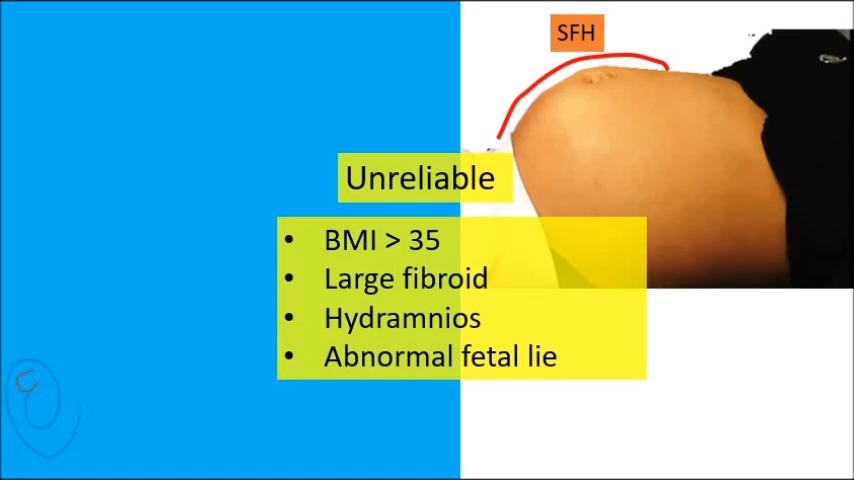 SFH
Unreliable
• BMI > 35
• Large fibroid
• Hydramnios
• Abnormal fetal lie